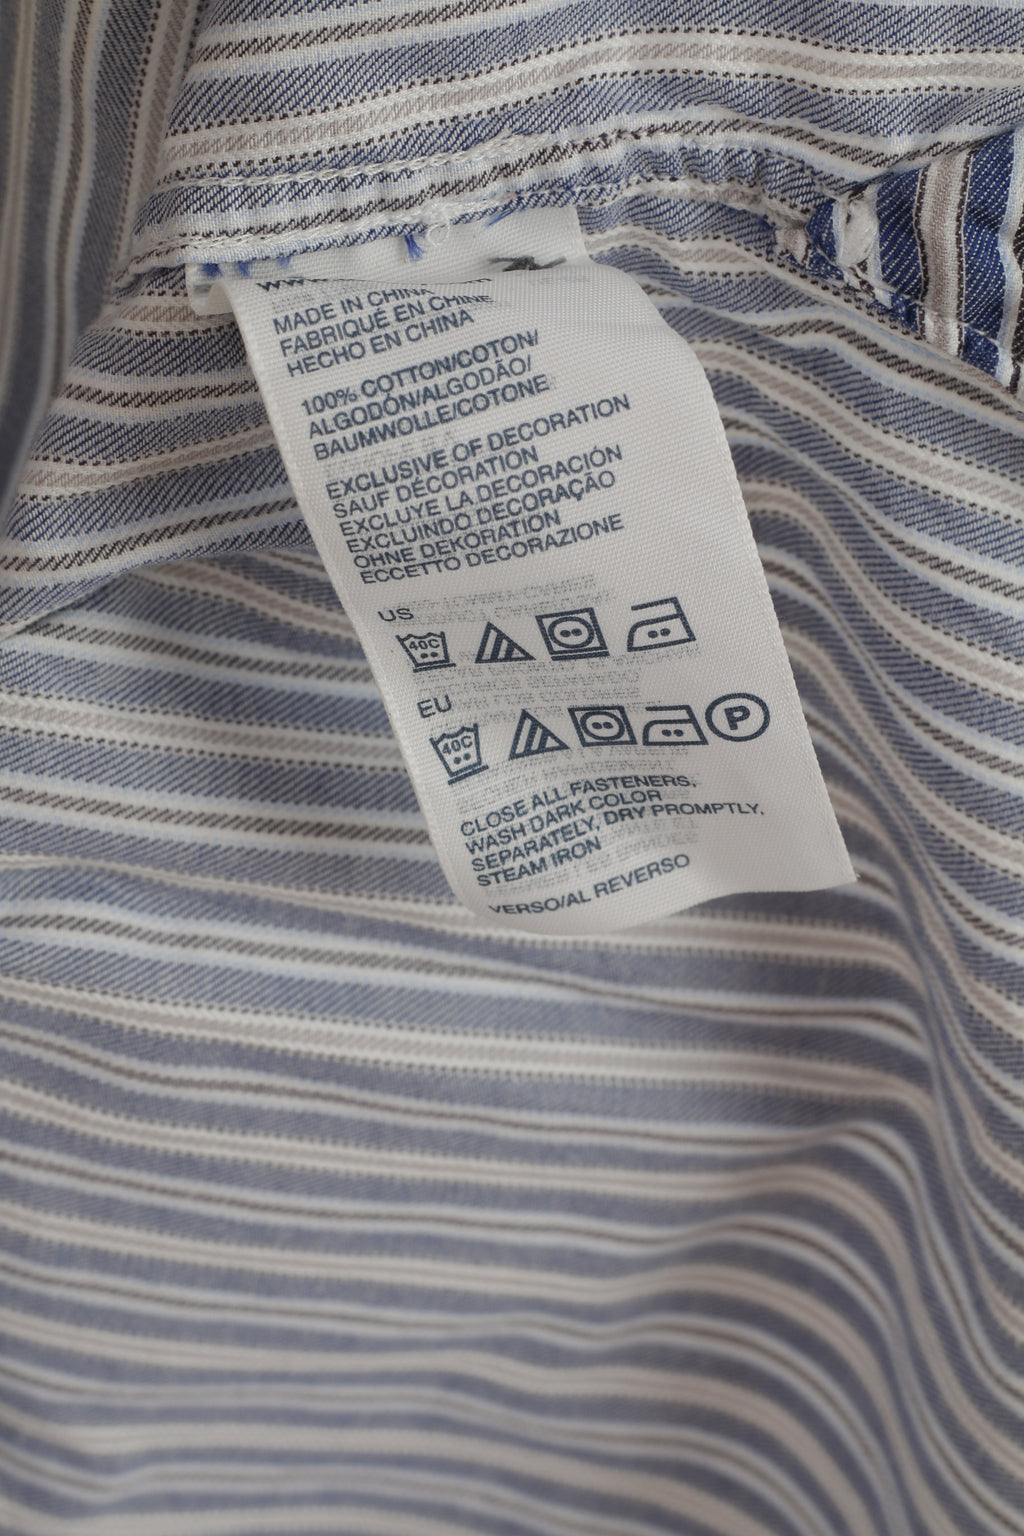 MADE IN CHINA
FABRIQUÉ EN CHINE
HECHO EN CHINA
100% COTTON/COTON/
ALGODÓN/ALGODÃO/
BAUMWOLLE/COTONE
EXCLUSIVE OF DECORATION
SAUF DÉCORATION
EXCLUYE LA DECORACIÓN
EXCLUINDO DECORAÇAO
OHNE DEKORATION
ECCETTO DECORAZIONE
US
40C
EU
40C P
CLOSE ALL FASTENERS,
WASH DARK COLOR
SEPARATELY, DRY PROMPTLY,
STEAM IRON
VERSO/AL REVERSO